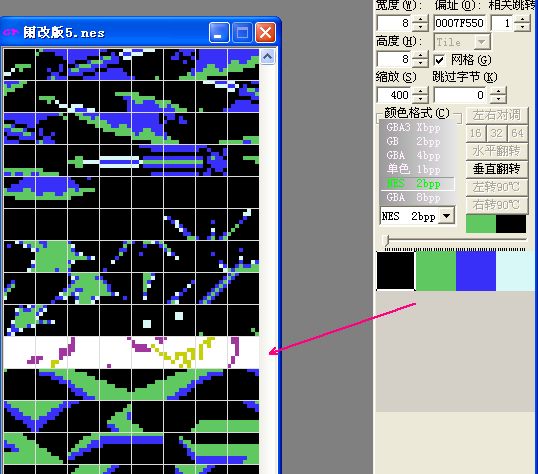 雨改版5.nes
宽度(W): 偏址(O): 相关跳转
8 0007F550 1
高度(H): Tile
8 网格(G)
缩放(S) 跳过字节(K)
400 0
颜色格式(C)
GBA3 Xbpp
GB 2bpp
GBA 4bpp
单色 1bpp
NES 2bpp
GBA 8bpp
NES 2bpp
左右对调
16 32 64
水平翻转
垂直翻转
左转90℃
右转90℃